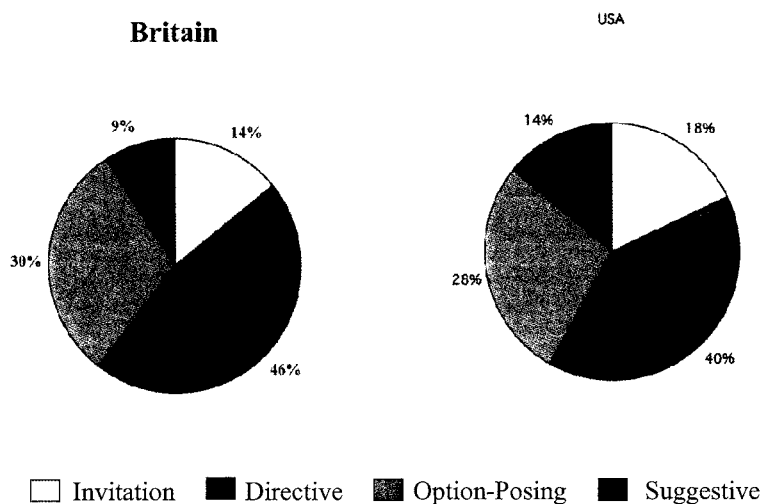 Britain
USA
9%
14%
30%
46%
14%
18%
28%
40%
Invitation
Directive
Option-Posing
Suggestive